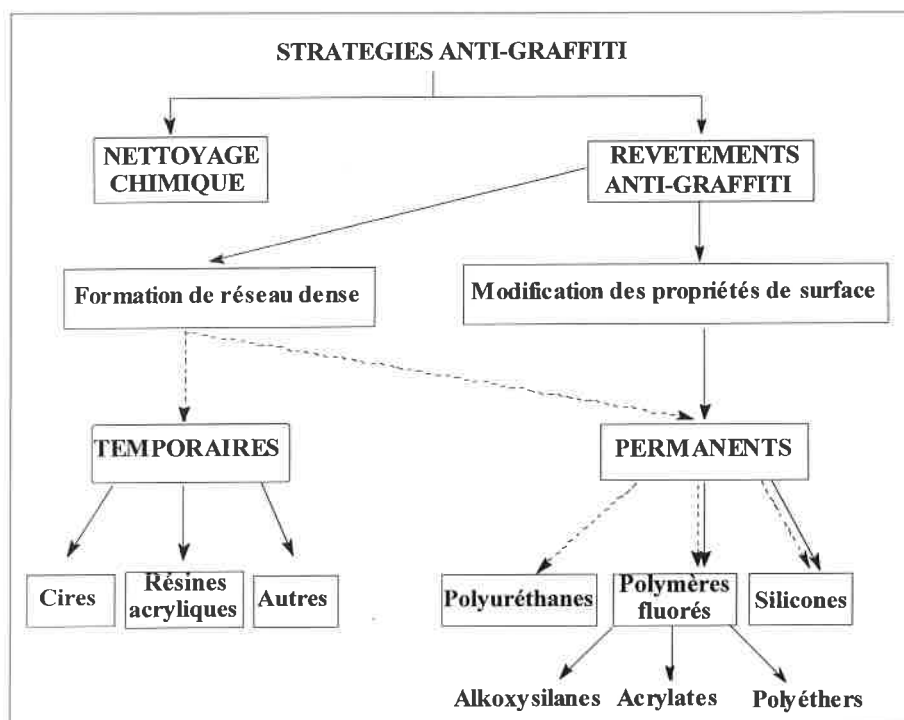 STRATEGIES ANTI-GRAFFITI
NETTOYAGE
CHIMIQUE
REVETEMENTS
ANTI-GRAFFITI
Formation de réseau dense
Modification des propriétés de surface
TEMPORAIRES
PERMANENTS
Cires
Résines
acryliques
Autres
Polyuréthanes
Polymères
fluorés
Silicones
Alkoxysilanes
Acrylates
Polyéthers